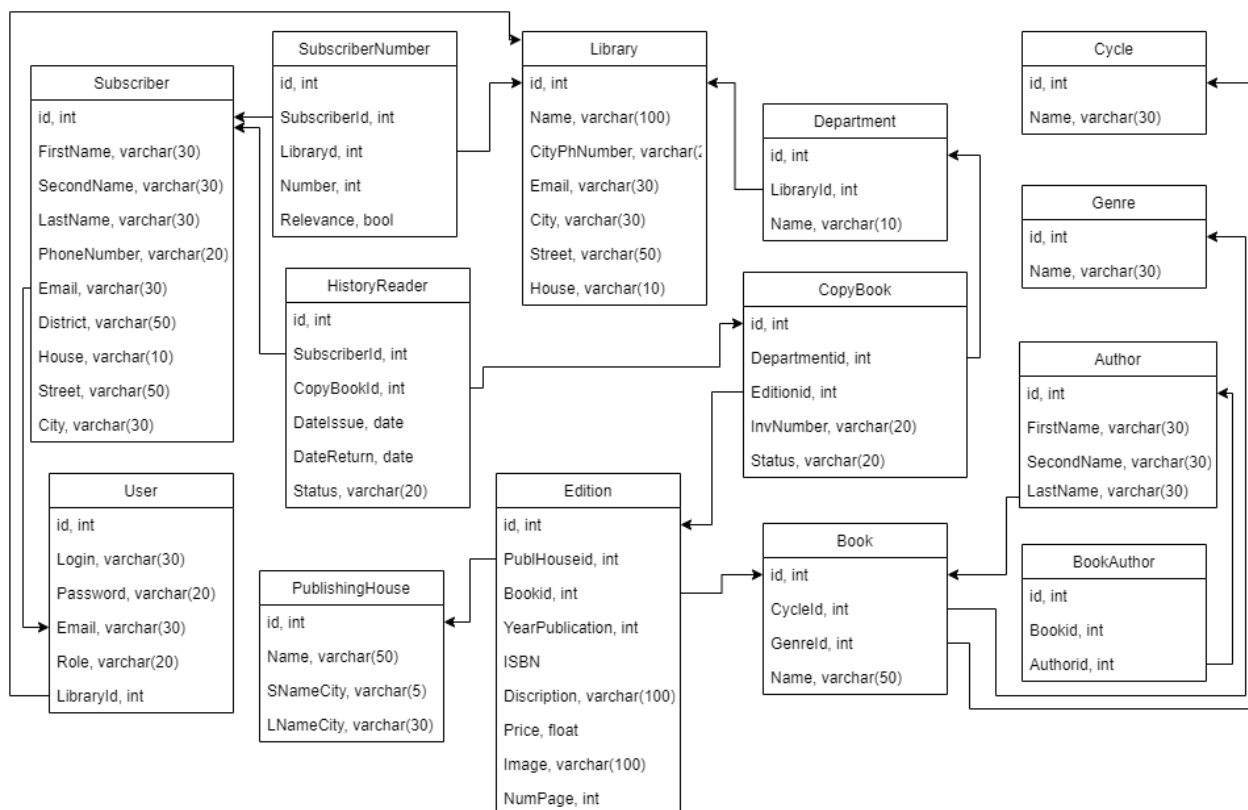 Subscriber
id, int
FirstName, varchar(30)
SecondName, varchar(30)
LastName, varchar(30)
PhoneNumber, varchar(20)
Email, varchar(30)
District, varchar(50)
House, varchar(10)
Street, varchar(50)
City, varchar(30)
SubscriberNumber
id, int
SubscriberId, int
Libraryd, int
Number, int
Relevance, bool
Library
id, int
Name, varchar(100)
CityPhNumber, varchar(
Email, varchar(30)
City, varchar(30)
Street, varchar(50)
House, varchar(10)
Department
id, int
LibraryId, int
Name, varchar(10)
Cycle
id, int
Name, varchar(30)
Genre
id, int
Name, varchar(30)
HistoryReader
id, int
SubscriberId, int
CopyBookId, int
DateIssue, date
DateReturn, date
Status, varchar(20)
CopyBook
id, int
Departmentid, int
Editionid, int
InvNumber, varchar(20)
Status, varchar(20)
Author
id, int
FirstName, varchar(30)
SecondName, varchar(30)
LastName, varchar(30)
User
id, int
Login, varchar(30)
Password, varchar(20)
Email, varchar(30)
Role, varchar(20)
LibraryId, int
PublishingHouse
id, int
Name, varchar(50)
SNameCity, varchar(5)
LNameCity, varchar(30)
Edition
id, int
PublHouseid, int
Bookid, int
YearPublication, int
ISBN
Discription, varchar(100)
Price, float
Image, varchar(100)
NumPage, int
Book
id, int
CycleId, int
GenreId, int
Name, varchar(50)
BookAuthor
id, int
Bookid, int
Authorid, int